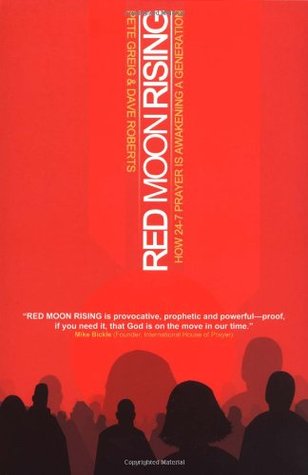 PETE GREIG & DAVE ROBERTS
RED MOON RISING
HOW 24-7 PRAYER IS AWAKENING A GENERATION
“RED MOON RISING is provocative, prophetic and powerful—proof,
if you need it, that God is on the move in our time.”
Mike Bickle (Founder, International House of Prayer)